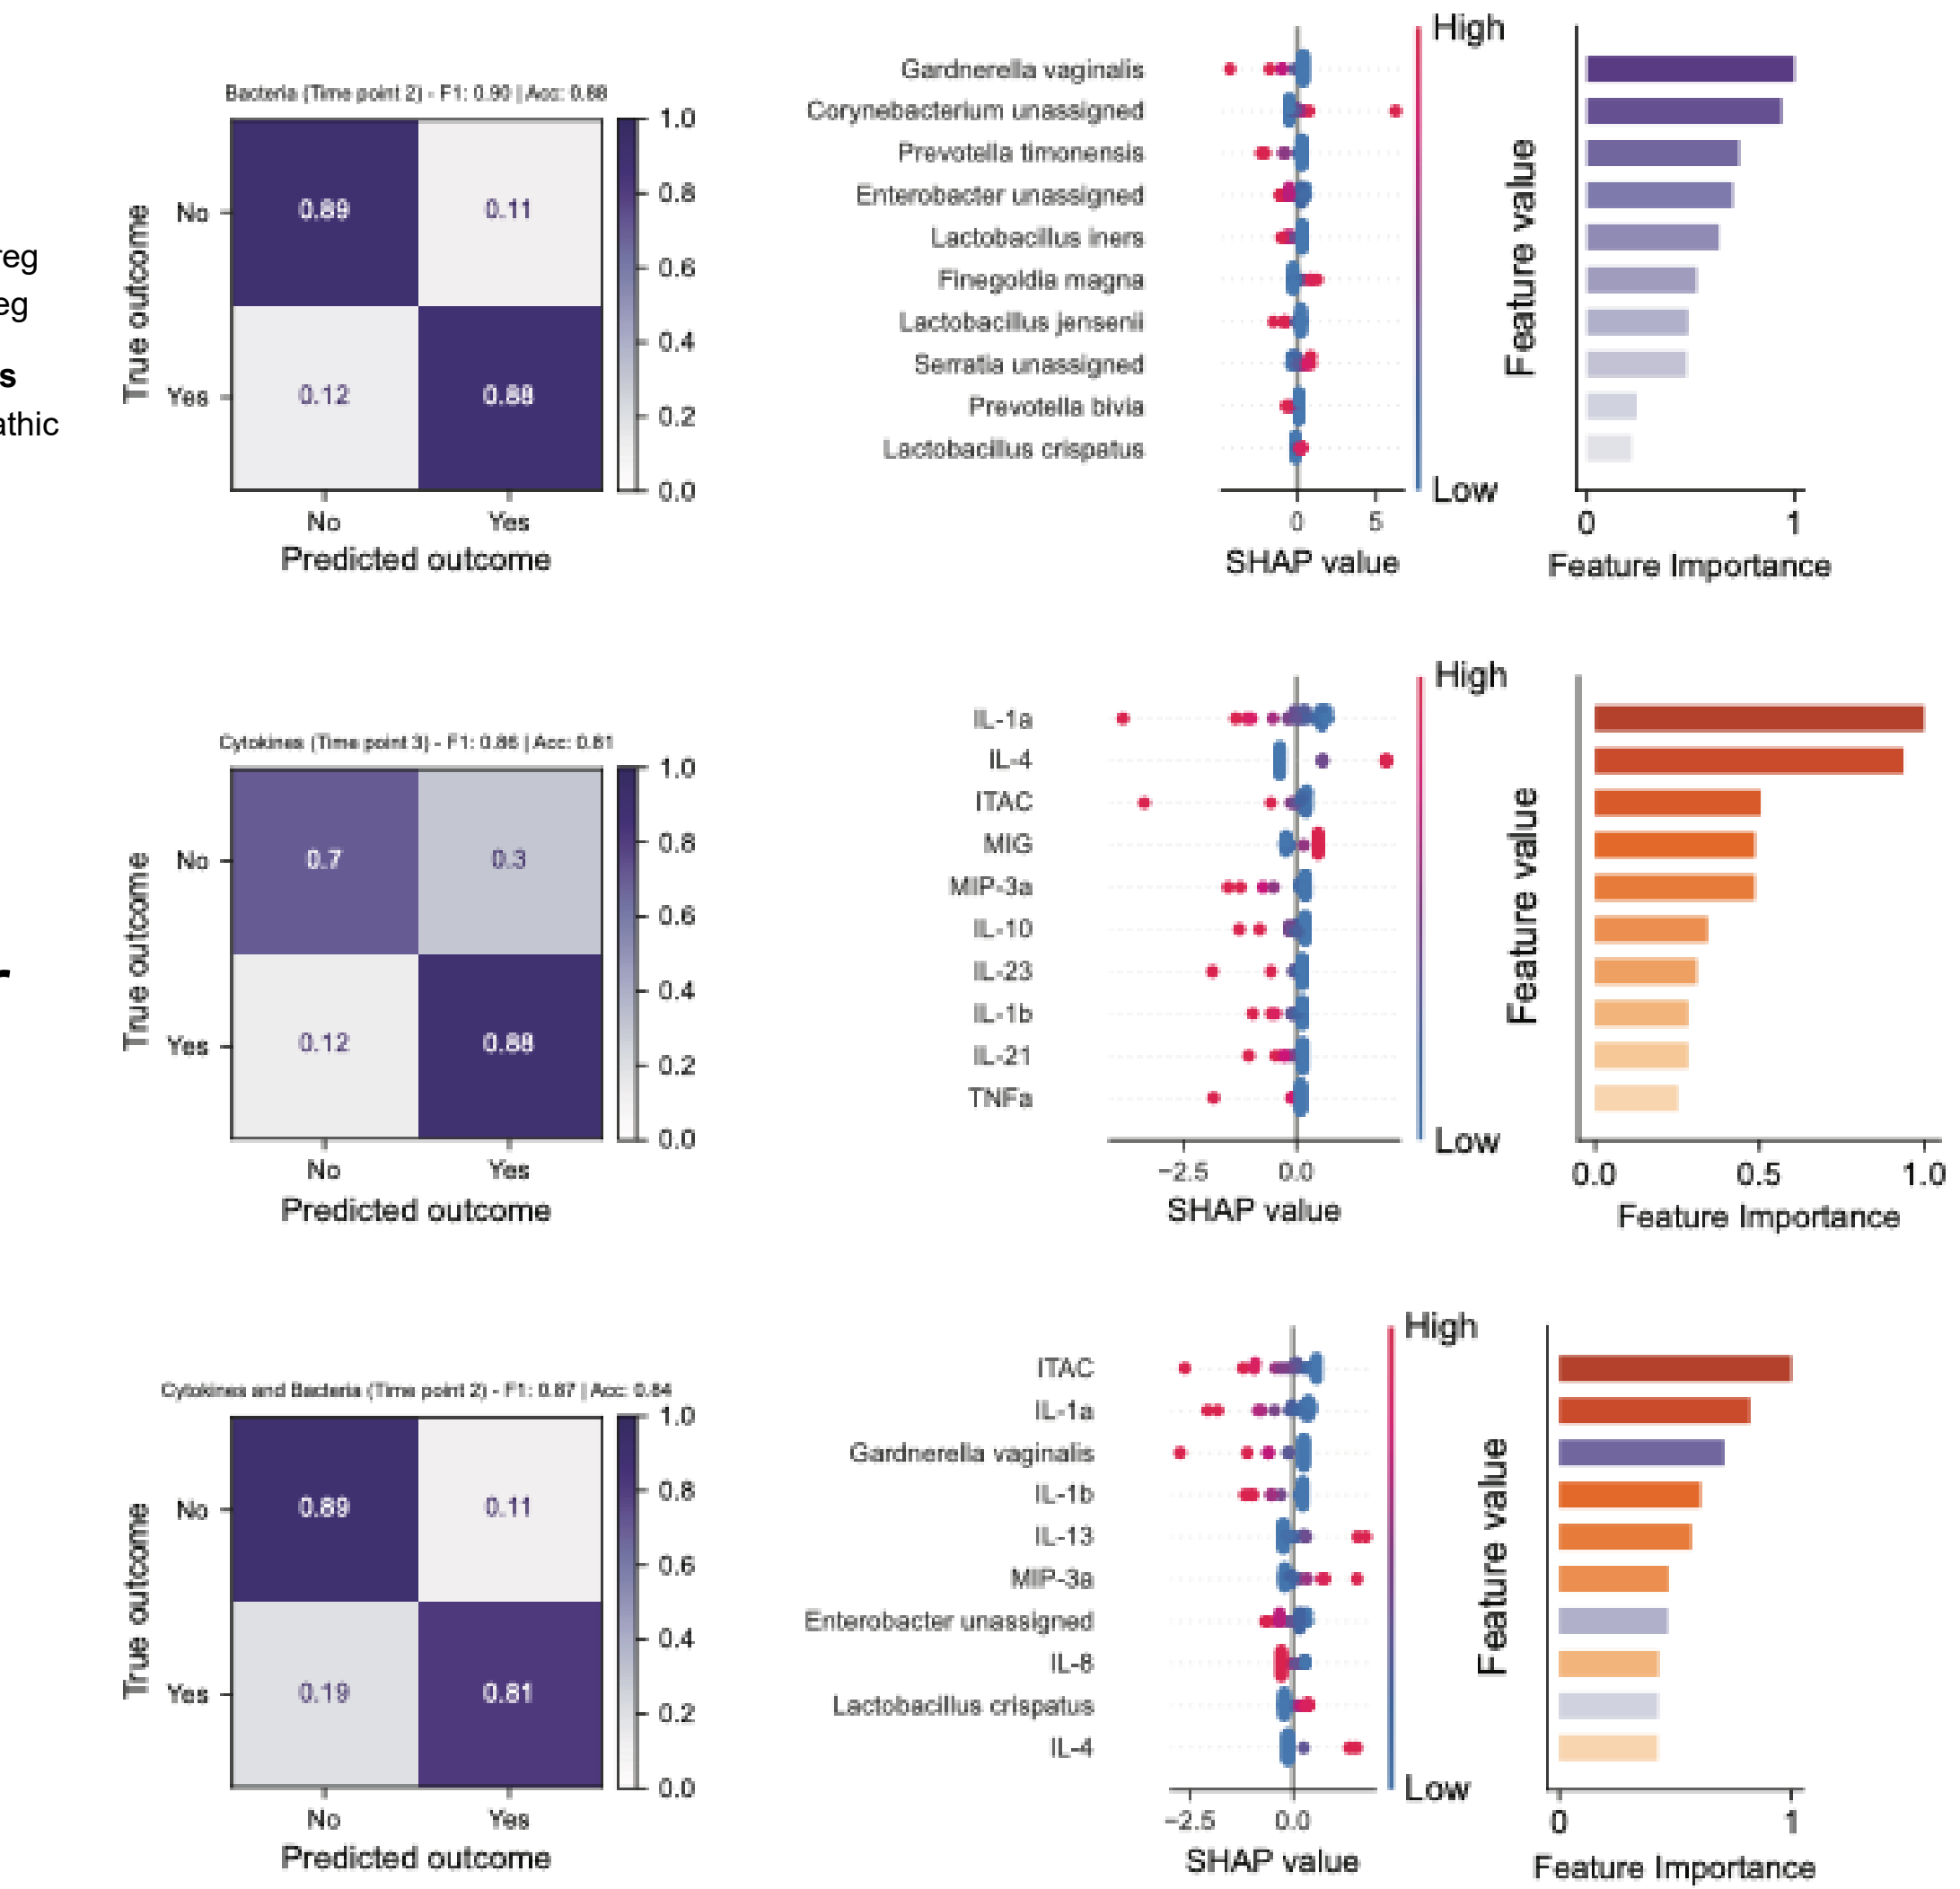 reg
eg
s
athic
r
Bacteria (Time point 2) - F1: 0.90 | Acc: 0.88
True outcome
No
Yes
0.89
0.11
0.12
0.88
No
Yes
Predicted outcome
1.0
0.8
0.6
0.4
0.2
0.0
Gardnerella vaginalis
Corynebacterium unassigned
Prevotella timonensis
Enterobacter unassigned
Lactobacillus iners
Finegoldia magna
Lactobacillus jensenii
Serratia unassigned
Prevotella bivia
Lactobacillus crispatus
0
5
SHAP value
High
Low
Feature value
0
1
Feature Importance
Cytokines (Time point 3) - F1: 0.86 | Acc: 0.81
True outcome
No
Yes
0.7
0.3
0.12
0.88
No
Yes
Predicted outcome
1.0
0.8
0.6
0.4
0.2
0.0
IL-1a
IL-4
ITAC
MIG
MIP-3a
IL-10
IL-23
IL-1b
IL-21
TNFa
−2.5
0.0
SHAP value
High
Low
Feature value
0.0
0.5
1.0
Feature Importance
Cytokines and Bacteria (Time point 2) - F1: 0.87 | Acc: 0.84
True outcome
No
Yes
0.89
0.11
0.19
0.81
No
Yes
Predicted outcome
1.0
0.8
0.6
0.4
0.2
0.0
ITAC
IL-1a
Gardnerella vaginalis
IL-1b
IL-13
MIP-3a
Enterobacter unassigned
IL-8
Lactobacillus crispatus
IL-4
−2.5
0.0
SHAP value
High
Low
Feature value
0
1
Feature Importance